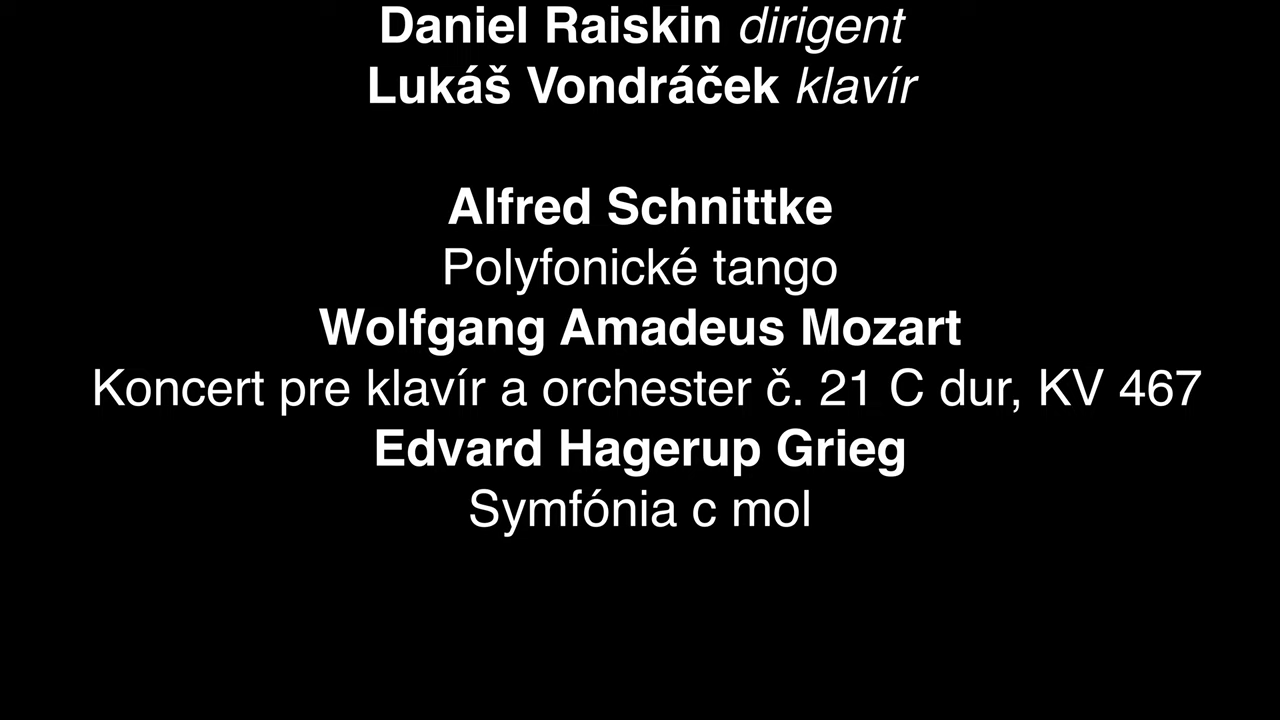 Daniel Raiskin dirigent
Lukáš Vondráček klavír
Alfred Schnittke
Polyfonické tango
Wolfgang Amadeus Mozart
Koncert pre klavír a orchester č. 21 C dur, KV 467
Edvard Hagerup Grieg
Symfónia c mol